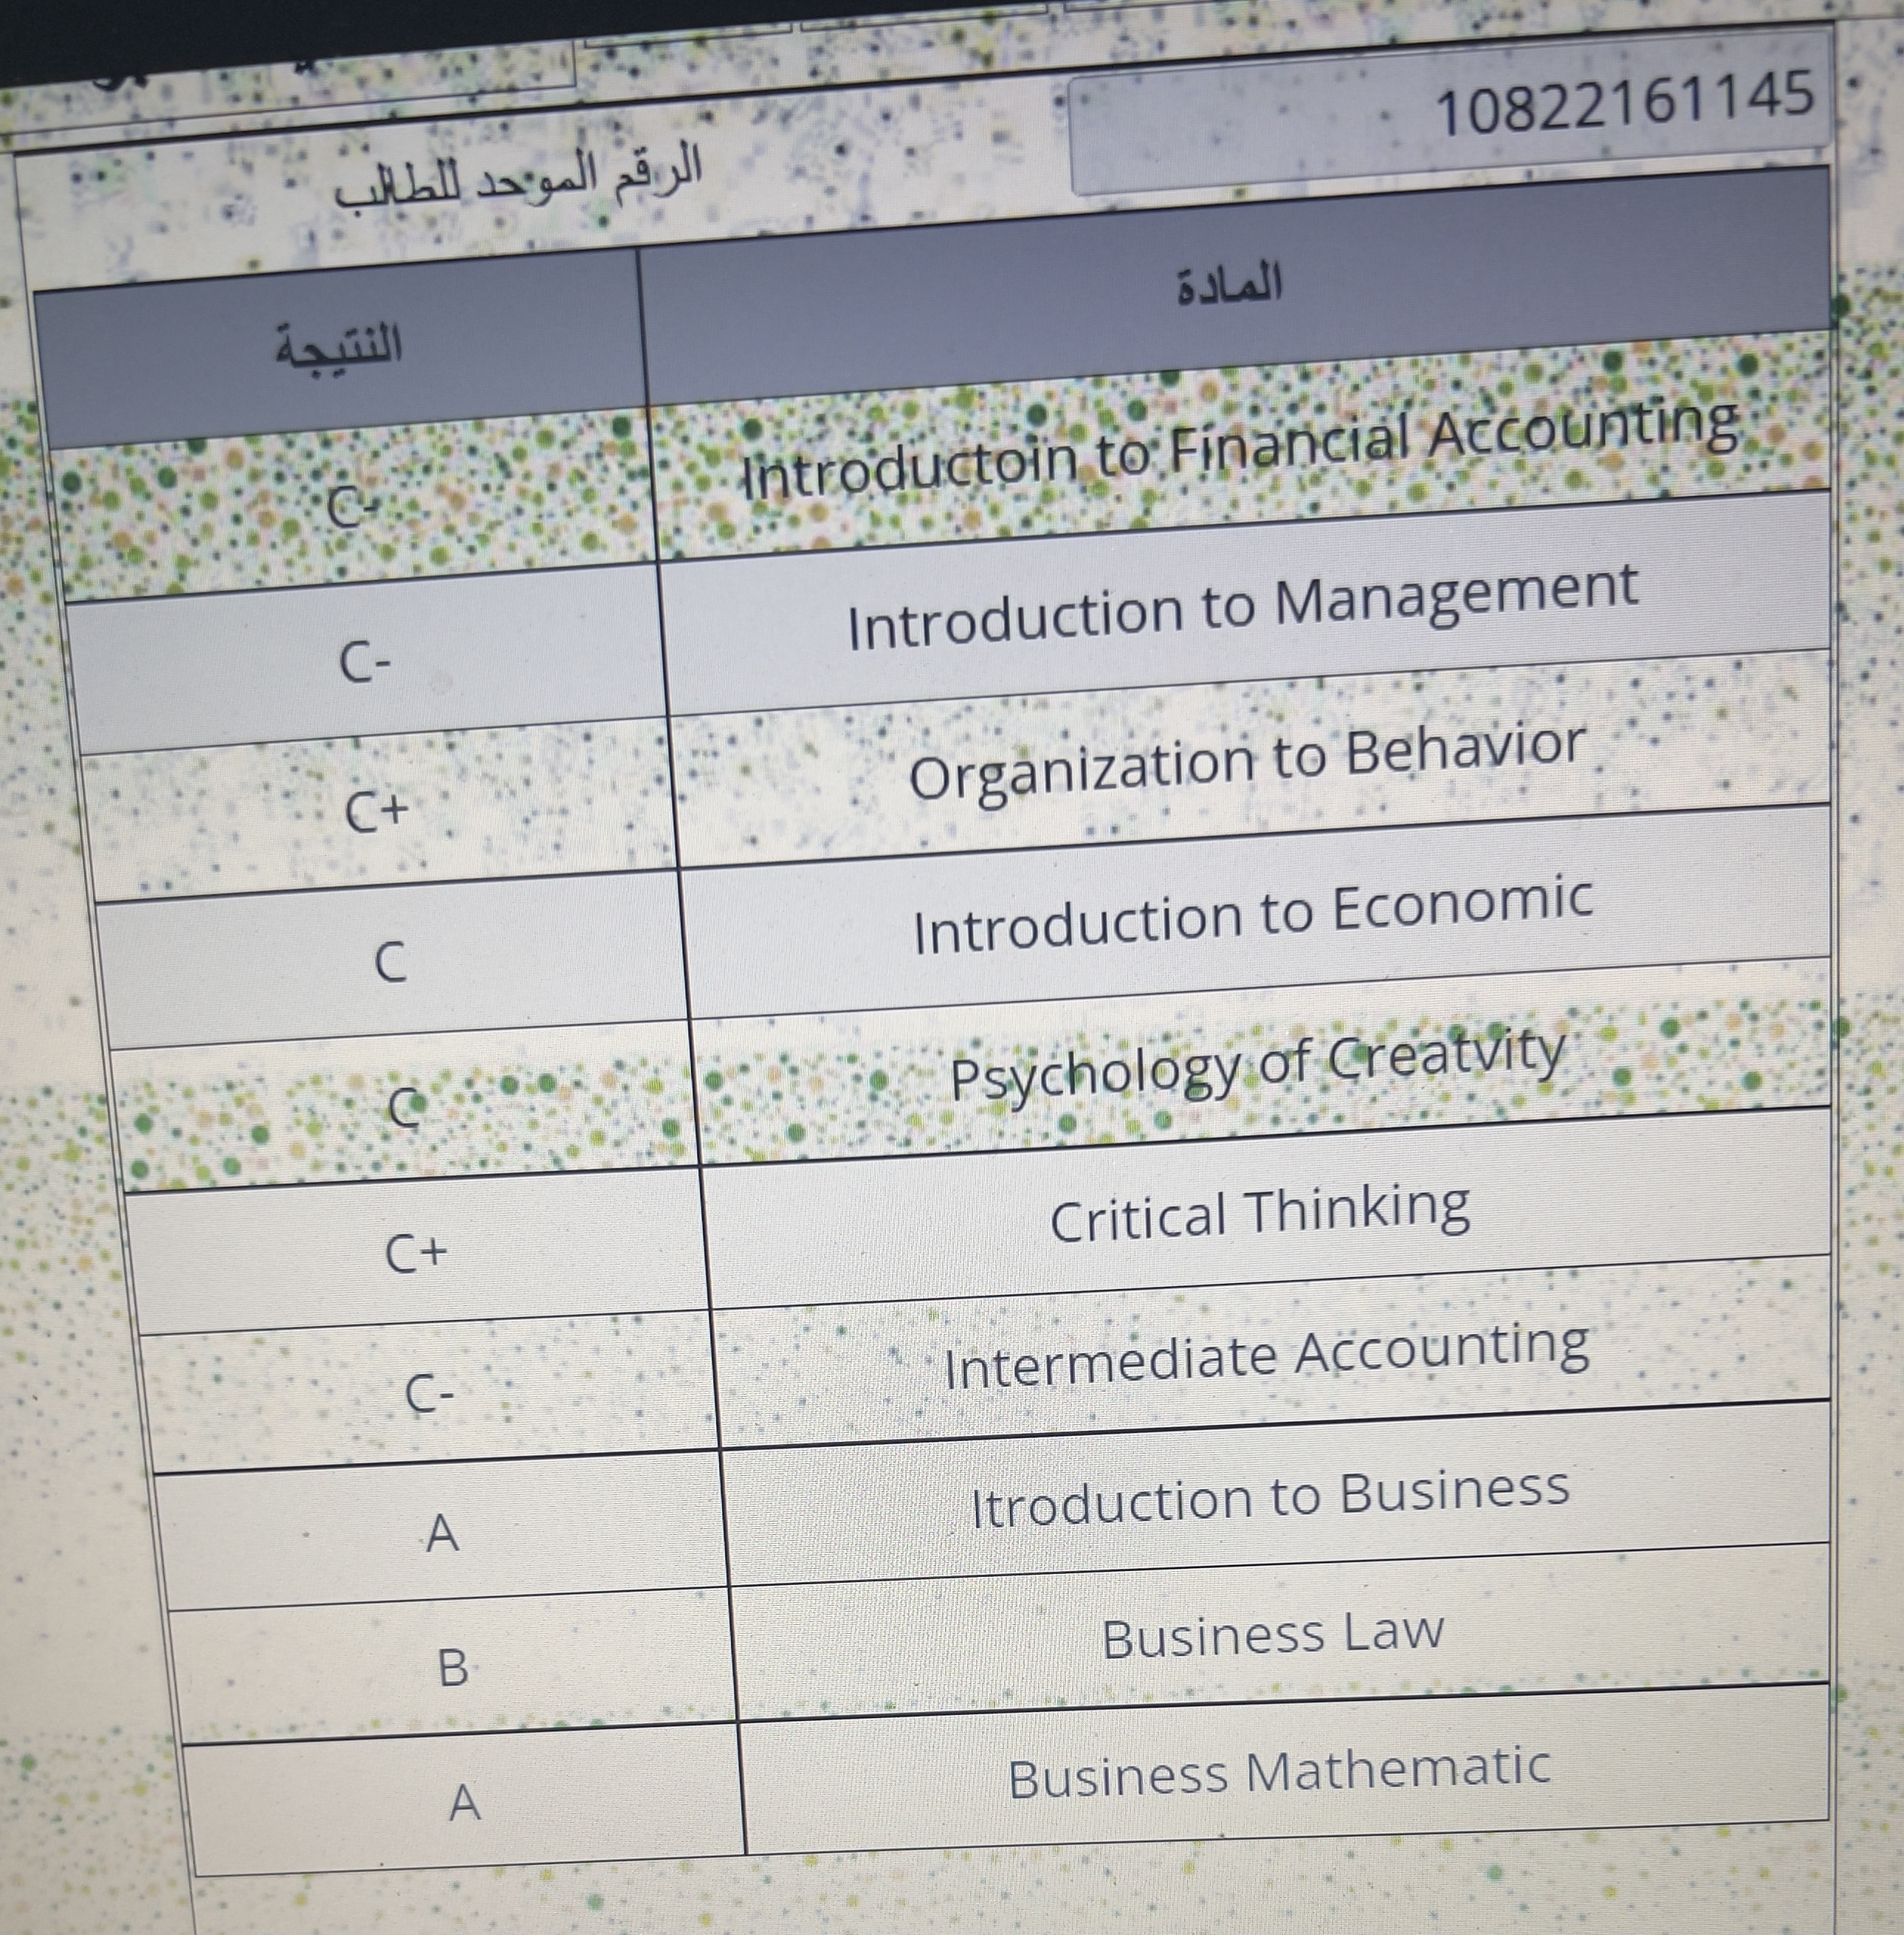 الرقم الموحد للطالب 10822161145
المادة النتيجة
Introductoin to Financial Accounting C-
Introduction to Management C-
Organization to Behavior C+
Introduction to Economic C
Psychology of Creatvity C
Critical Thinking C+
Intermediate Accounting C-
Itroduction to Business A
Business Law B
Business Mathematic A